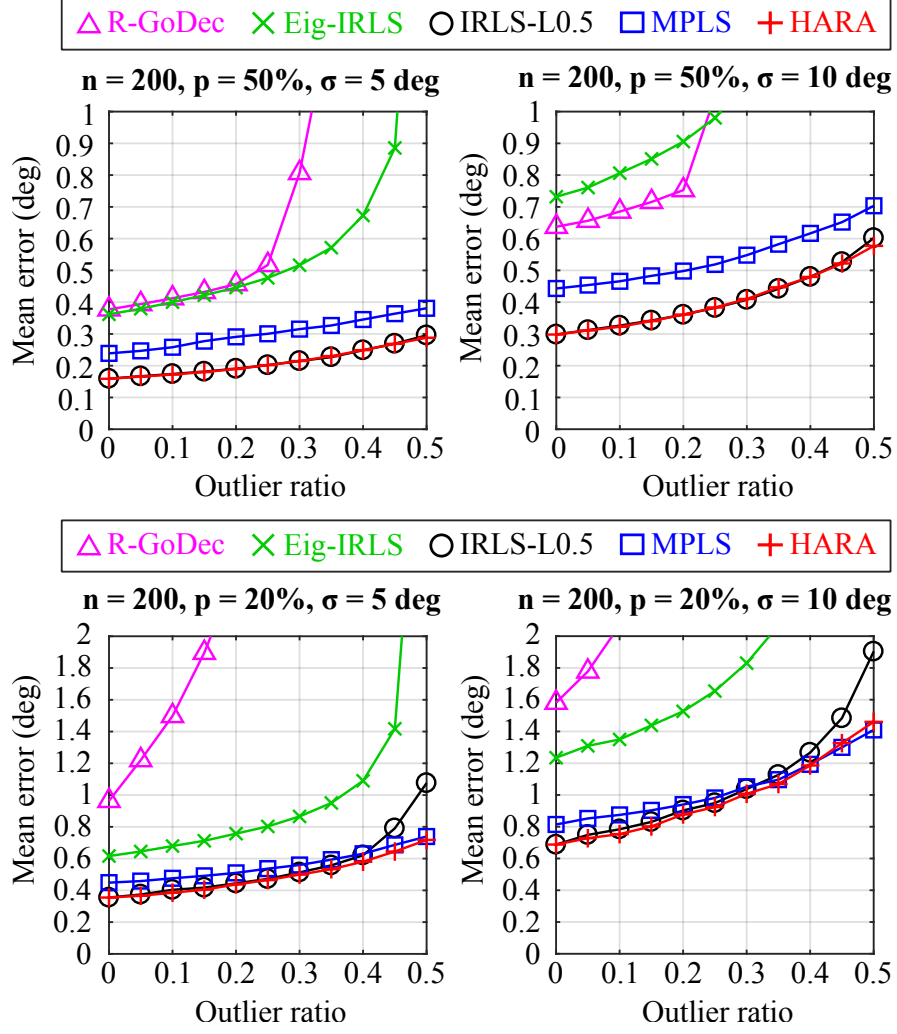 R-GoDec Eig-IRLS IRLS-L0.5 MPLS HARA
n = 200, p = 50%, σ = 5 deg
1
0.9
0.8
0.7
0.6
0.5
0.4
0.3
0.2
0.1
0
Mean error (deg)
0 0.1 0.2 0.3 0.4 0.5
Outlier ratio
n = 200, p = 50%, σ = 10 deg
1
0.9
0.8
0.7
0.6
0.5
0.4
0.3
0.2
0.1
0
Mean error (deg)
0 0.1 0.2 0.3 0.4 0.5
Outlier ratio
R-GoDec Eig-IRLS IRLS-L0.5 MPLS HARA
n = 200, p = 20%, σ = 5 deg
2
1.8
1.6
1.4
1.2
1
0.8
0.6
0.4
0.2
0
Mean error (deg)
0 0.1 0.2 0.3 0.4 0.5
Outlier ratio
n = 200, p = 20%, σ = 10 deg
2
1.8
1.6
1.4
1.2
1
0.8
0.6
0.4
0.2
0
Mean error (deg)
0 0.1 0.2 0.3 0.4 0.5
Outlier ratio